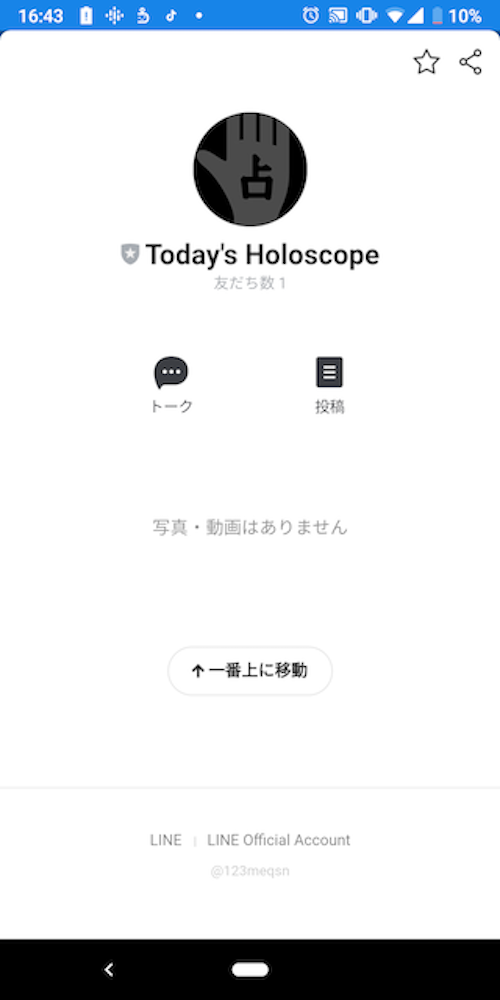 16:43 10%
占
Today's Holoscope
友だち数 1
トーク 投稿
写真・動画はありません
↑一番上に移動
LINE | LINE Official Account
@123meqsn